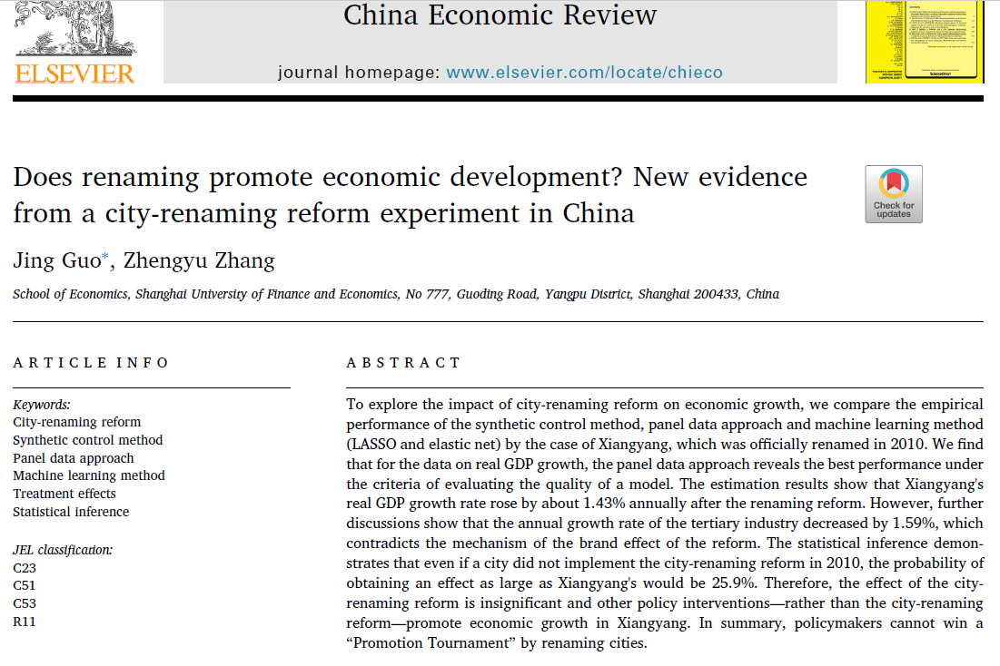 China Economic Review
ELSEVIER
journal homepage: www.elsevier.com/locate/chieco
ScienceDirect
Does renaming promote economic development? New evidence
from a city-renaming reform experiment in China
Check for
updates
Jing Guo*, Zhengyu Zhang
School of Economics, Shanghai University of Finance and Economics, No 777, Guoding Road, Yangpu District, Shanghai 200433, China
ARTICLE INFO
Keywords:
City-renaming reform
Synthetic control method
Panel data approach
Machine learning method
Treatment effects
Statistical inference
JEL classification:
C23
C51
C53
R11
ABSTRACT
To explore the impact of city-renaming reform on economic growth, we compare the empirical
performance of the synthetic control method, panel data approach and machine learning method
(LASSO and elastic net) by the case of Xiangyang, which was officially renamed in 2010. We find
that for the data on real GDP growth, the panel data approach reveals the best performance under
the criteria of evaluating the quality of a model. The estimation results show that Xiangyang's
real GDP growth rate rose by about 1.43% annually after the renaming reform. However, further
discussions show that the annual growth rate of the tertiary industry decreased by 1.59%, which
contradicts the mechanism of the brand effect of the reform. The statistical inference demon-
strates that even if a city did not implement the city-renaming reform in 2010, the probability of
obtaining an effect as large as Xiangyang's would be 25.9%. Therefore, the effect of the city-
renaming reform is insignificant and other policy interventions—rather than the city-renaming
reform—promote economic growth in Xiangyang. In summary, policymakers cannot win a
“Promotion Tournament” by renaming cities.